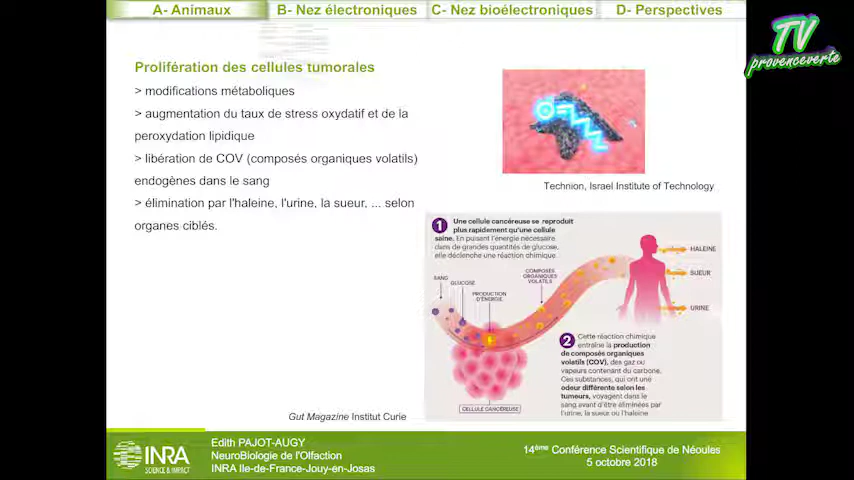 A- Animaux
B- Nez électroniques
C- Nez bioélectroniques
D- Perspectives
TV
provenceverte
Prolifération des cellules tumorales
> modifications métaboliques
> augmentation du taux de stress oxydatif et de la
peroxydation lipidique
> libération de COV (composés organiques volatils)
endogènes dans le sang
> élimination par l'haleine, l'urine, la sueur, ... selon
organes ciblés.
Technion, Israel Institute of Technology
1 Une cellule cancéreuse se reproduit
plus rapidement qu'une cellule
saine. En puisant l'énergie nécessaire
dans de grandes quantités de glucose,
elle déclenche une réaction chimique
SANG
GLUCOSE
PRODUCTION
D'ÉNERGIE
COMPOSÉS
ORGANIQUES
VOLATILS
HALEINE
SUEUR
URINE
2 Cette réaction chimique
entraîne la production
de composés organiques
volatils (COV), des gaz ou
vapeurs contenant du carbone.
Ces substances, qui ont une
odeur différente selon les
tumeurs, voyagent dans le
sang avant d'être éliminées par
l'urine, la sueur ou l'haleine
CELLULE CANCÉREUSE
Gut Magazine Institut Curie
INRA
SCIENCE & IMPACT
Edith PAJOT-AUGY
NeuroBiologie de l'Olfaction
INRA Ile-de-France-Jouy-en-Josas
14ème Conférence Scientifique de Néoules
5 octobre 2018